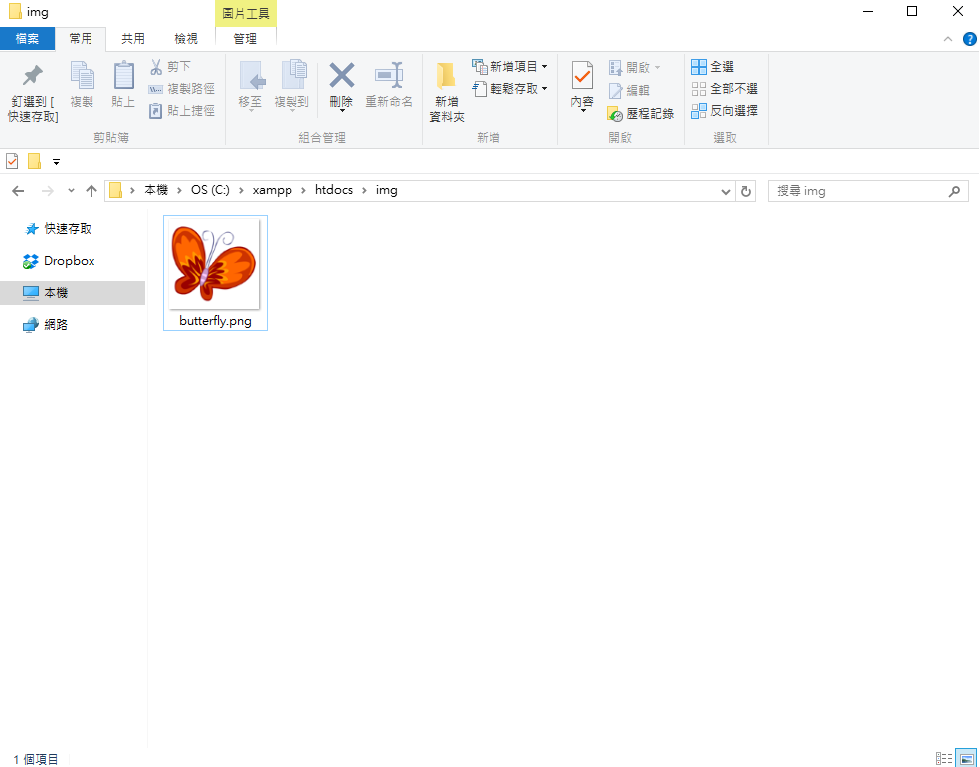 img
圖片工具
檔案
常用
共用
檢視
管理
釘選到 [
快速存取]
複製
貼上
剪下
複製路徑
貼上捷徑
剪貼簿
移至
複製到
刪除
重新命名
組合管理
新增
資料夾
新增項目
輕鬆存取
新增
內容
開啟
編輯
歷程記錄
開啟
全選
全部不選
反向選擇
選取
本機 > OS (C:) > xampp > htdocs > img
搜尋 img
快速存取
Dropbox
本機
網路
butterfly.png
1 個項目